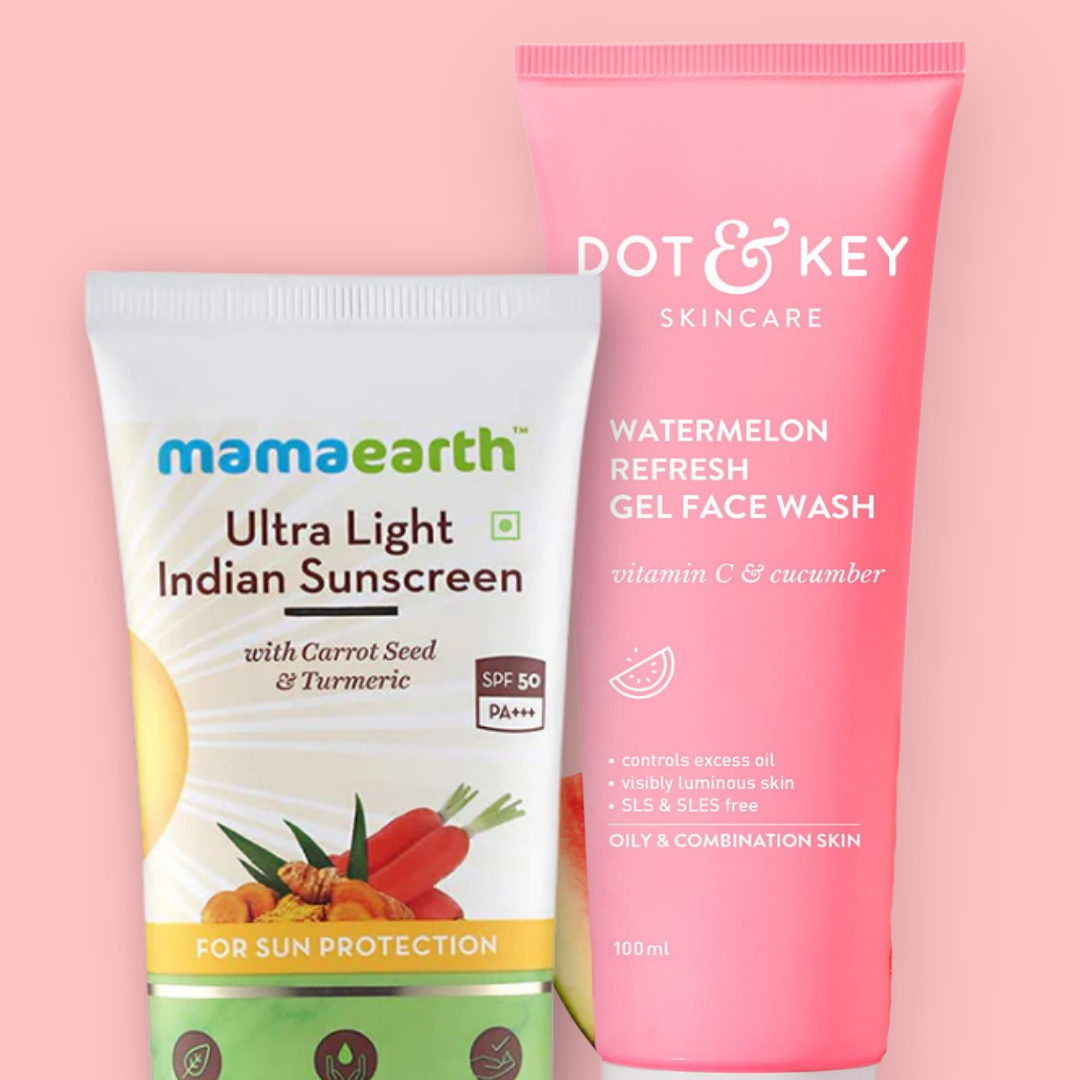 mamaearth™
Ultra Light
Indian Sunscreen
with Carrot Seed
& Turmeric
SPF 50
PA+++
FOR SUN PROTECTION
DOT & KEY
SKINCARE
WATERMELON
REFRESH
GEL FACE WASH
vitamin C & cucumber
• controls excess oil
• visibly luminous skin
• SLS & SLES free
OILY & COMBINATION SKIN
100ml